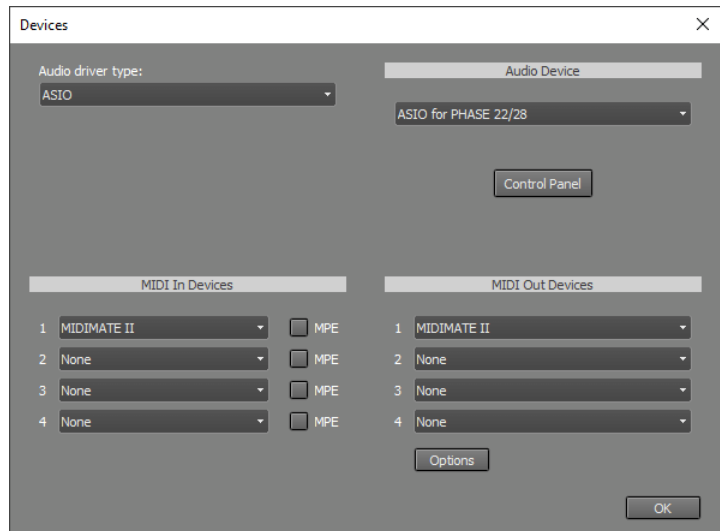 Devices
Audio driver type:
ASIO
Audio Device
ASIO for PHASE 22/28
Control Panel
MIDI In Devices
1 MIDIMATE II MPE
2 None MPE
3 None MPE
4 None MPE
MIDI Out Devices
1 MIDIMATE II
2 None
3 None
4 None
Options
OK